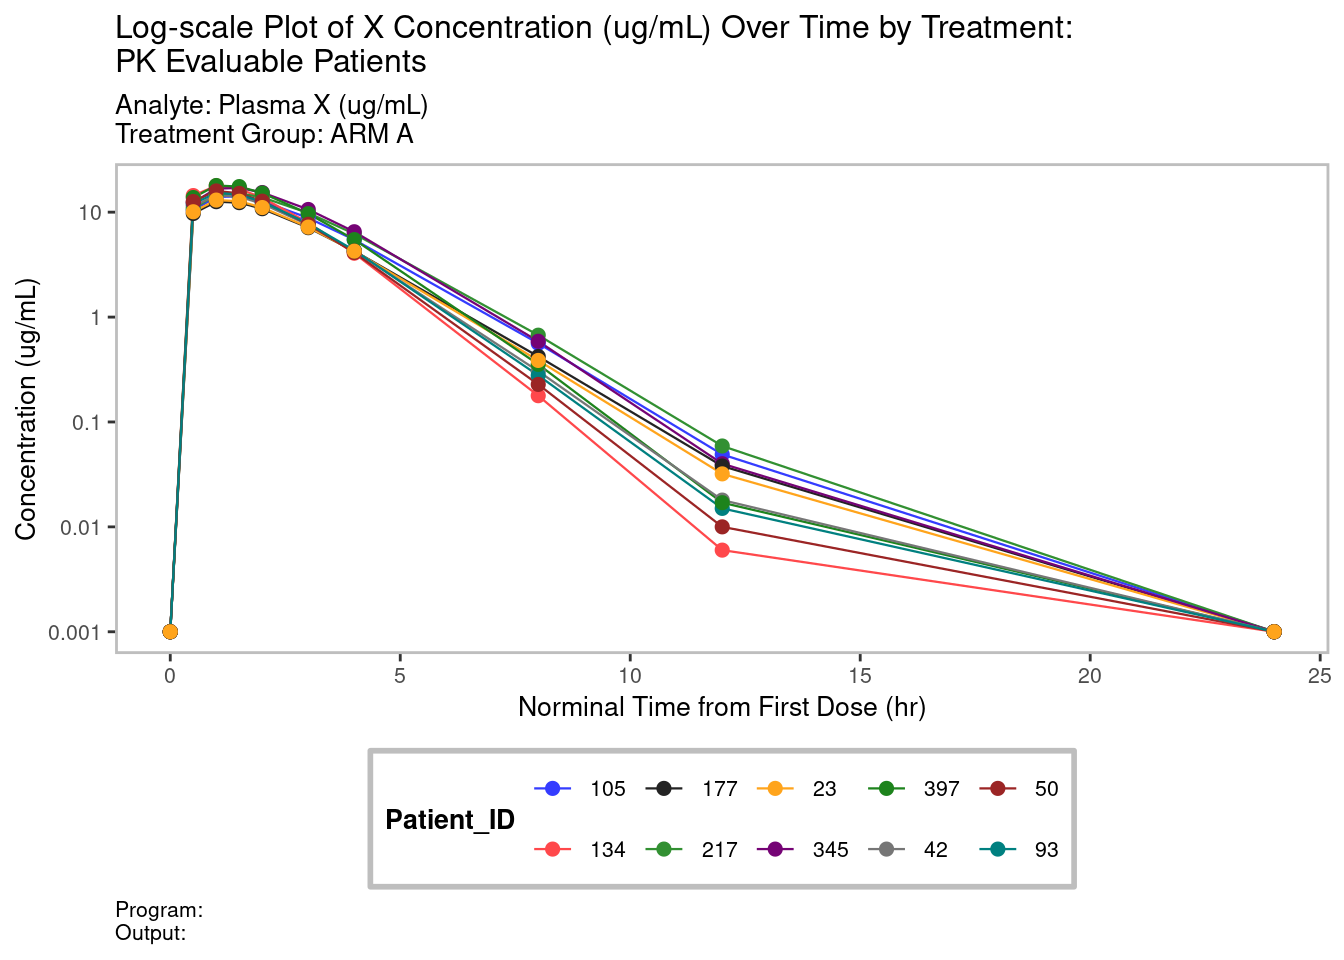 Log-scale Plot of X Concentration (ug/mL) Over Time by Treatment:
PK Evaluable Patients
Analyte: Plasma X (ug/mL)
Treatment Group: ARM A
Concentration (ug/mL)
10
1
0.1
0.01
0.001
0 5 10 15 20 25
Norminal Time from First Dose (hr)
Patient_ID
105 177 23 397 50
134 217 345 42 93
Program:
Output: